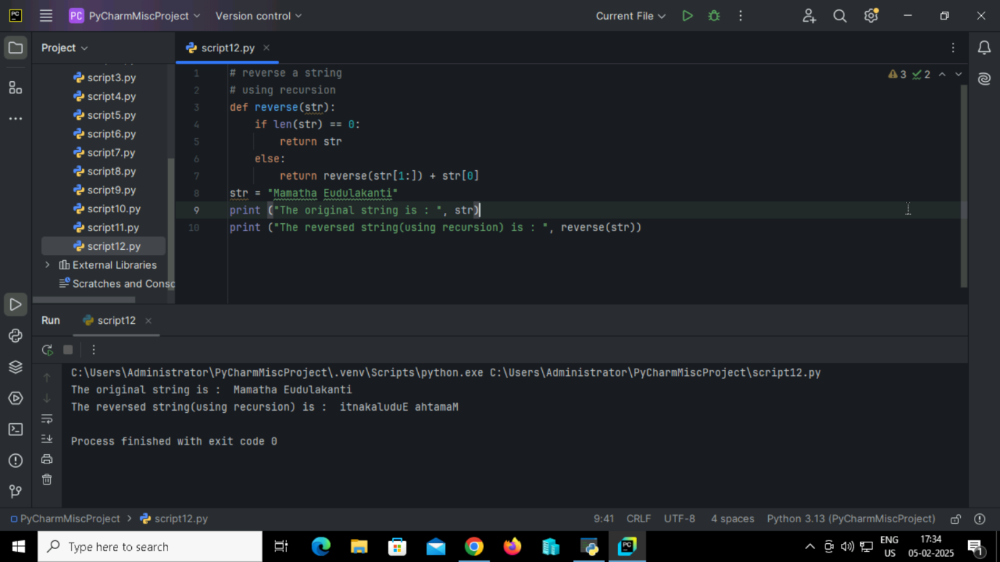 PC
PC PyCharmMiscProject
Version control
Current File
Project
script12.py
script3.py
script4.py
script5.py
script6.py
script7.py
script8.py
script9.py
script10.py
script11.py
script12.py
External Libraries
Scratches and Consc
1 # reverse a string
2 # using recursion
3 def reverse(str):
4 if len(str) == 0:
5 return str
6 else:
7 return reverse(str[1:]) + str[0]
8 str = "Mamatha Eudulakanti"
9 print ("The original string is : ", str)
10 print ("The reversed string(using recursion) is : ", reverse(str))
3 2
Run
script12
C:\Users\Administrator\PyCharmMiscProject\.venv\Scripts\python.exe C:\Users\Administrator\PyCharmMiscProject\script12.py
The original string is :  Mamatha Eudulakanti
The reversed string(using recursion) is :  itnakaluduE ahtamaM
Process finished with exit code 0
PyCharmMiscProject > script12.py
9:41 CRLF UTF-8 4 spaces Python 3.13 (PyCharmMiscProject)
Type here to search
PC
ENG
US
17:34
05-02-2025
1